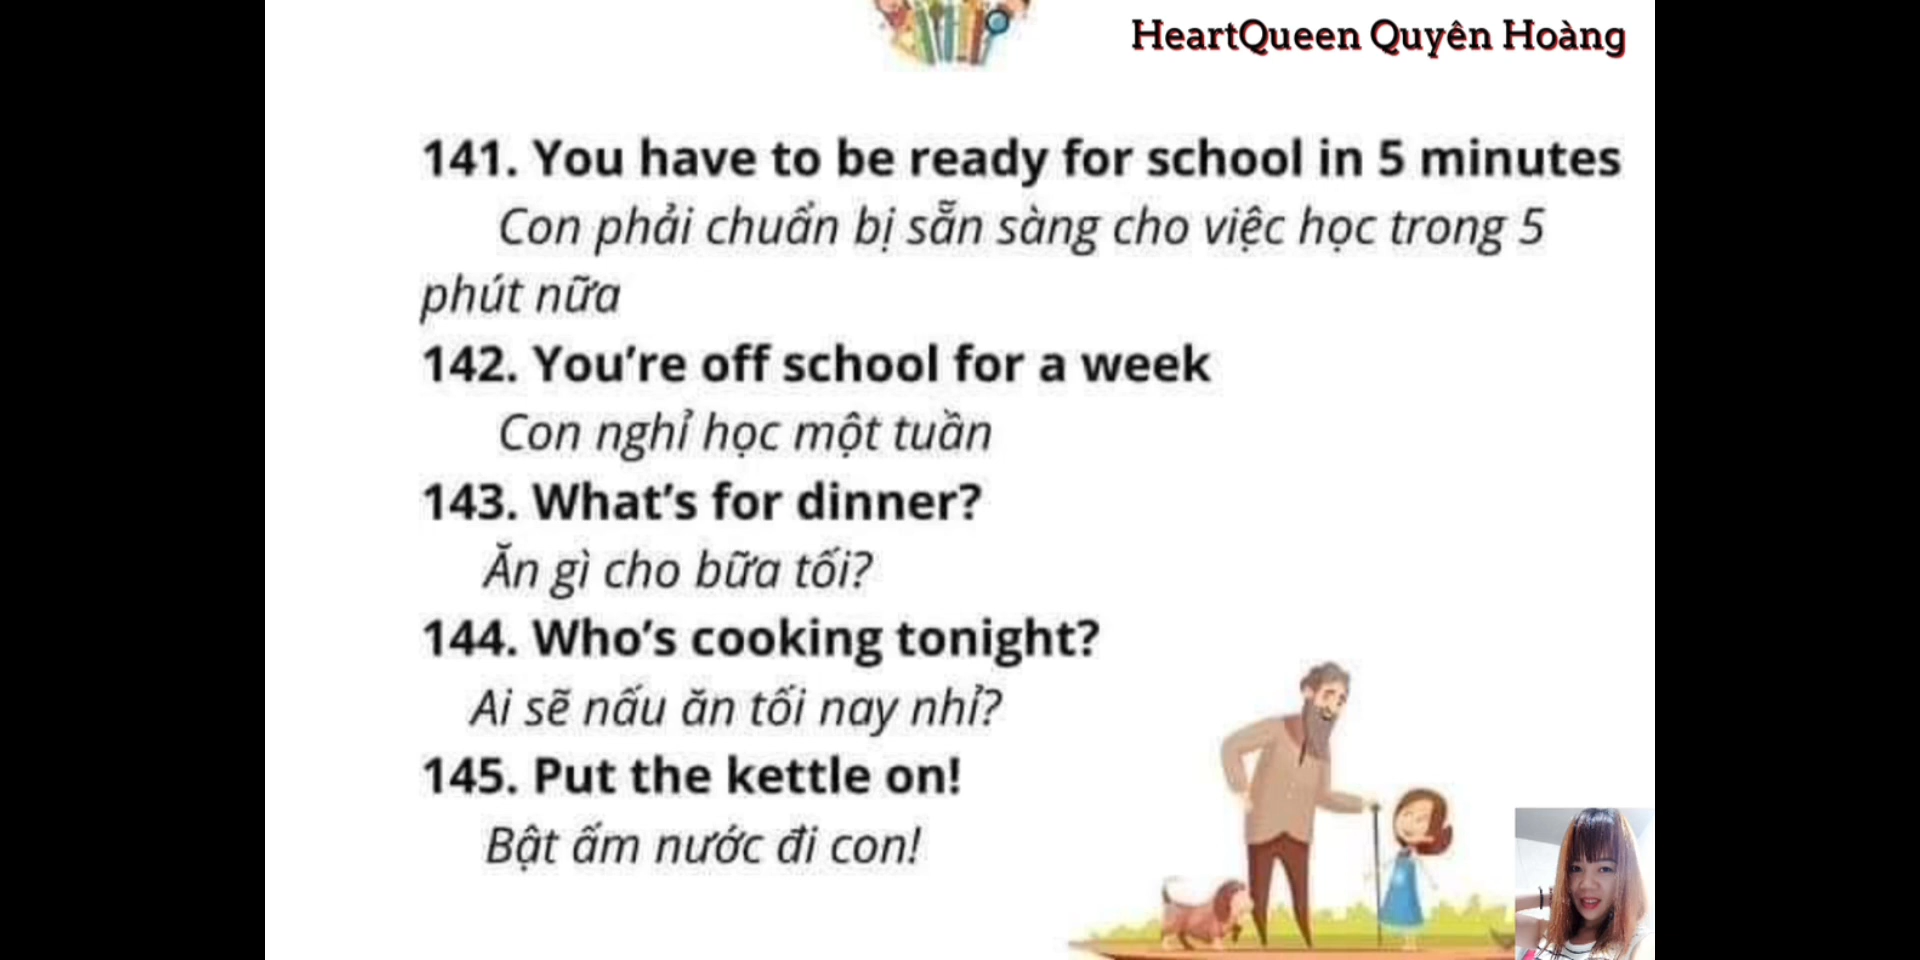 HeartQueen Quyên Hoàng
141. You have to be ready for school in 5 minutes
Con phải chuẩn bị sẵn sàng cho việc học trong 5
phút nữa
142. You’re off school for a week
Con nghỉ học một tuần
143. What’s for dinner?
Ăn gì cho bữa tối?
144. Who’s cooking tonight?
Ai sẽ nấu ăn tối nay nhỉ?
145. Put the kettle on!
Bật ấm nước đi con!